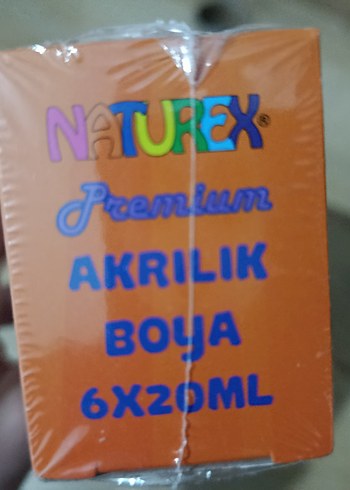 NATUREX®
Premium
AKRILIK
BOYA
6X20ML